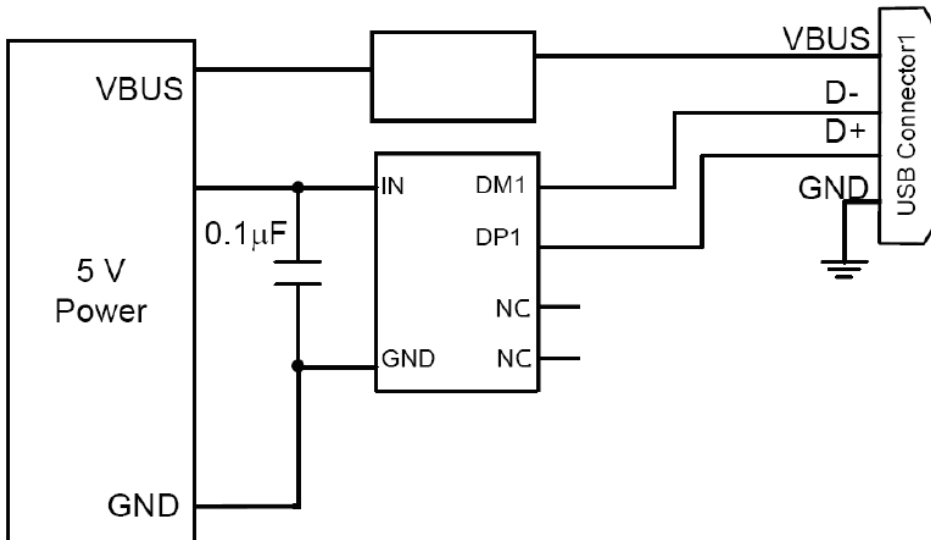 VBUS
VBUS
D-
D+
GND
USB Connector1
IN
DM1
0.1μF
DP1
5 V
Power
NC
GND
NC
GND